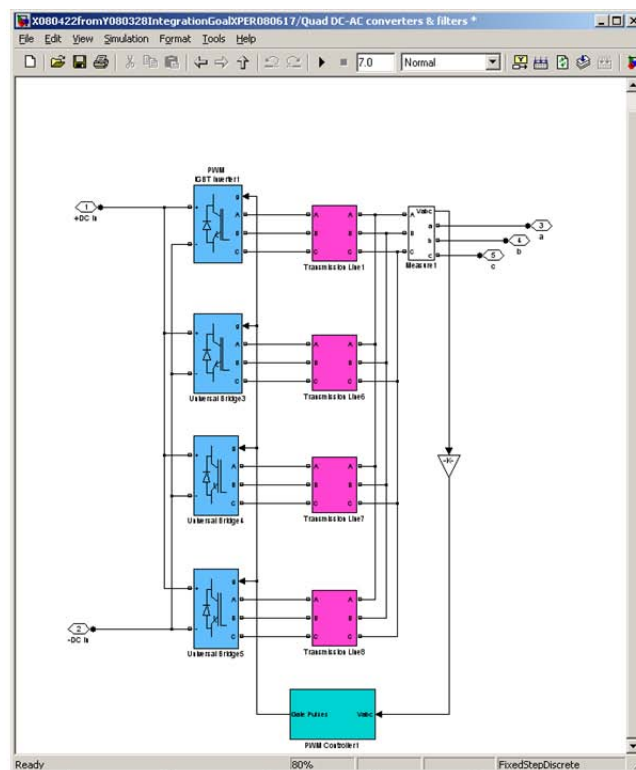 X080422fromY080328IntegrationGoalXPER080617/Quad DC-AC converters & filters *
File Edit View Simulation Format Tools Help
7.0 Normal
PWM
IGBT Inverter1
g
+ A
B
- C
A A
B B
C C
Transmission Line1
Vabc
A a
B b
C c
Measure1
1
+DC In
3
a
4
b
5
c
g
+ A
B
- C
Universal Bridge3
A A
B B
C C
Transmission Line6
g
+ A
B
- C
Universal Bridge4
A A
B B
C C
Transmission Line7
-K-
g
+ A
B
- C
Universal Bridge5
A A
B B
C C
Transmission Line8
2
-DC In
Gate Pulses Vabc
PWM Controller1
Ready 80% FixedStepDiscrete